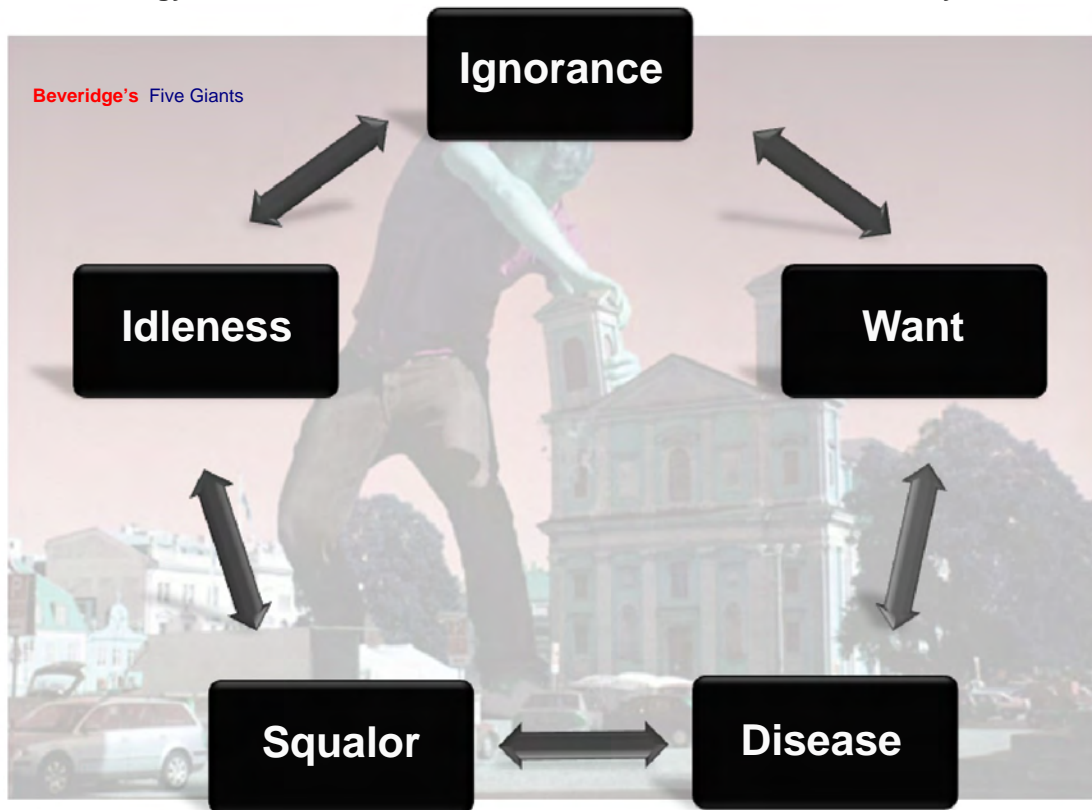 Ignorance
Beveridge's Five Giants
Idleness
Want
Squalor
Disease